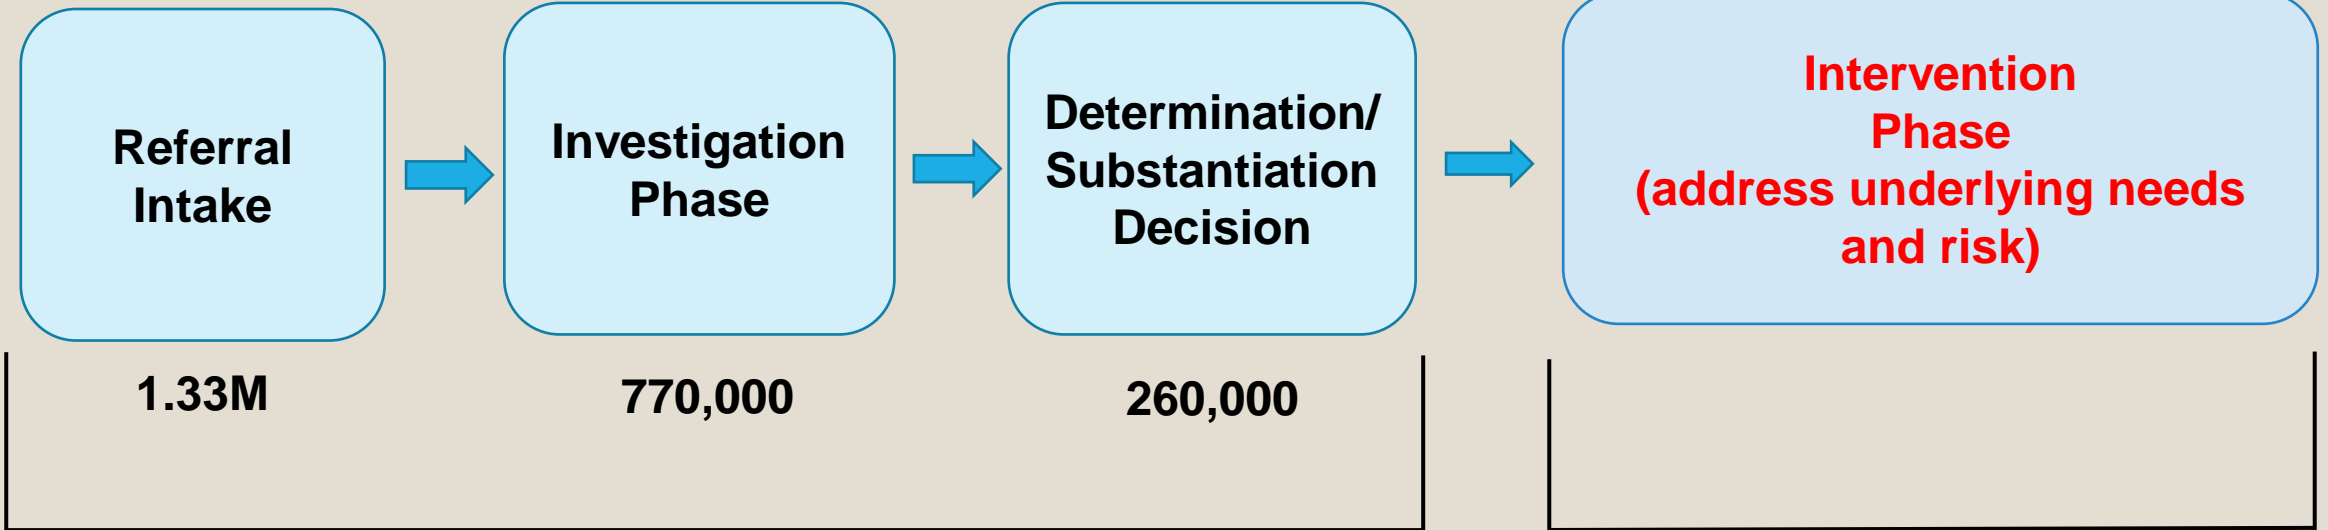 Referral
Intake
Investigation
Phase
Determination/
Substantiation
Decision
Intervention
Phase
(address underlying needs
and risk)
1.33M
770,000
260,000